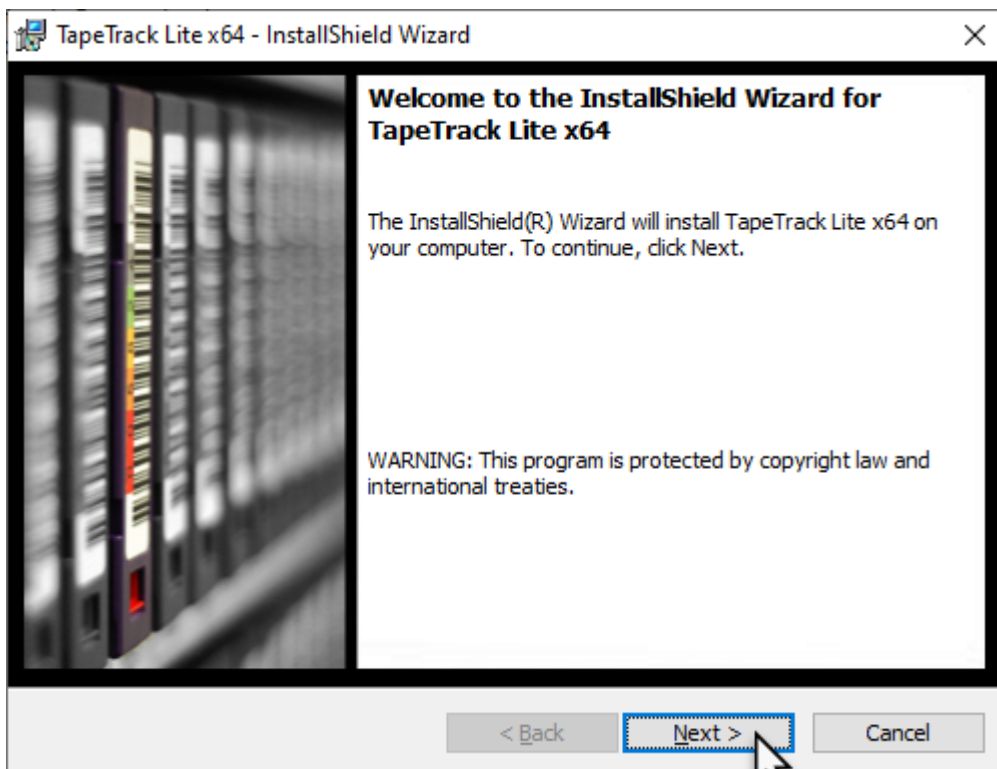 TapeTrack Lite x64 - InstallShield Wizard
Welcome to the InstallShield Wizard for
TapeTrack Lite x64
The InstallShield(R) Wizard will install TapeTrack Lite x64 on
your computer. To continue, click Next.
WARNING: This program is protected by copyright law and
international treaties.
< Back
Next >
Cancel